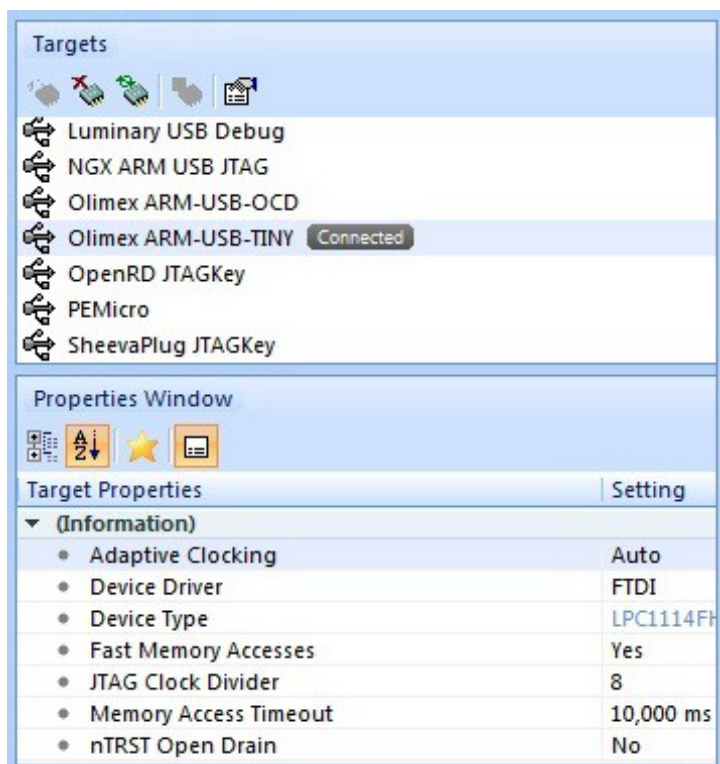 Targets
Luminary USB Debug
NGX ARM USB JTAG
Olimex ARM-USB-OCD
Olimex ARM-USB-TINY Connected
OpenRD JTAGKey
PEMicro
SheevaPlug JTAGKey
Properties Window
Target Properties Setting
(Information)
Adaptive Clocking Auto
Device Driver FTDI
Device Type LPC1114FH
Fast Memory Accesses Yes
JTAG Clock Divider 8
Memory Access Timeout 10,000 ms
nTRST Open Drain No